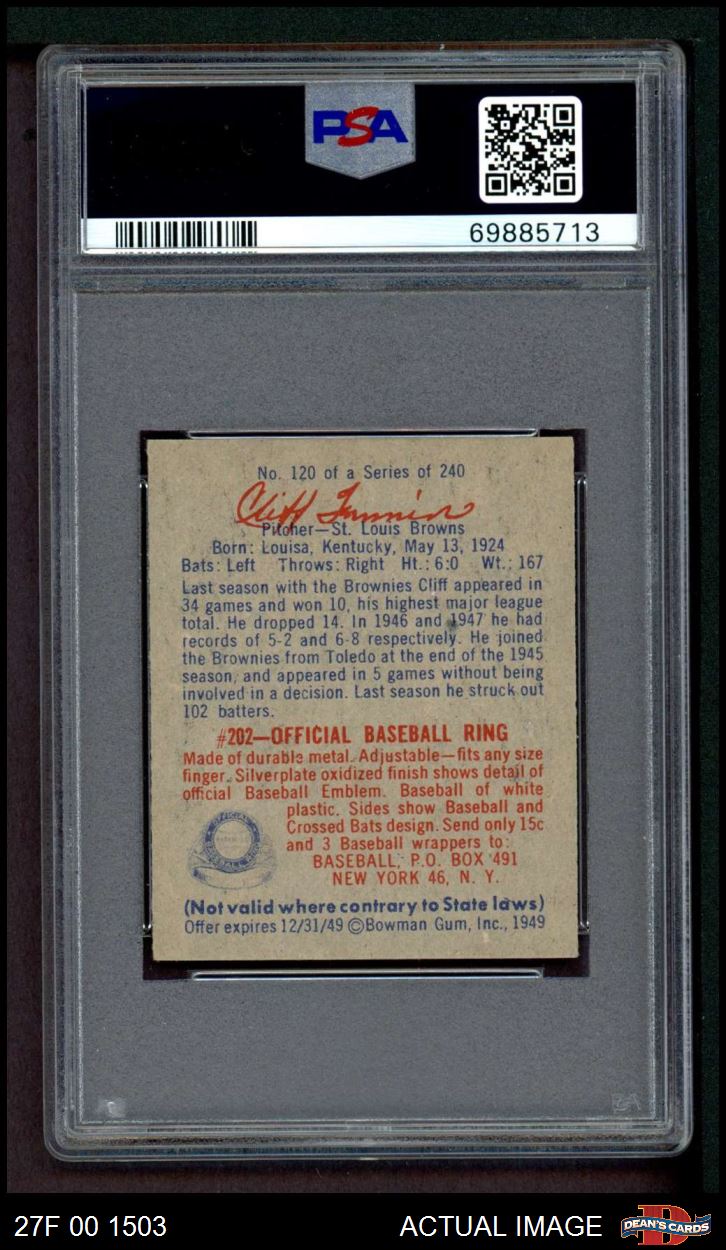 PSA
69885713
No. 120 of a Series of 240
Cliff Fannin
Pitcher—St. Louis Browns
Born: Louisa, Kentucky, May 13, 1924
Bats: Left Throws: Right Ht.: 6:0 Wt.: 167
Last season with the Brownies Cliff appeared in
34 games and won 10, his highest major league
total. He dropped 14. In 1946 and 1947 he had
records of 5-2 and 6-8 respectively. He joined
the Brownies from Toledo at the end of the 1945
season, and appeared in 5 games without being
involved in a decision. Last season he struck out
102 batters.
#202—OFFICIAL BASEBALL RING
Made of durable metal. Adjustable—fits any size
finger. Silverplate oxidized finish shows detail of
official Baseball Emblem. Baseball of white
plastic. Sides show Baseball and
Crossed Bats design. Send only 15c
and 3 Baseball wrappers to:
BASEBALL, P.O. BOX 491
NEW YORK 46, N. Y.
OFFICIAL
BASEBALL RING
(Not valid where contrary to State laws)
Offer expires 12/31/49 ©Bowman Gum, Inc., 1949
27F 00 1503
ACTUAL IMAGE
DEAN'S CARDS